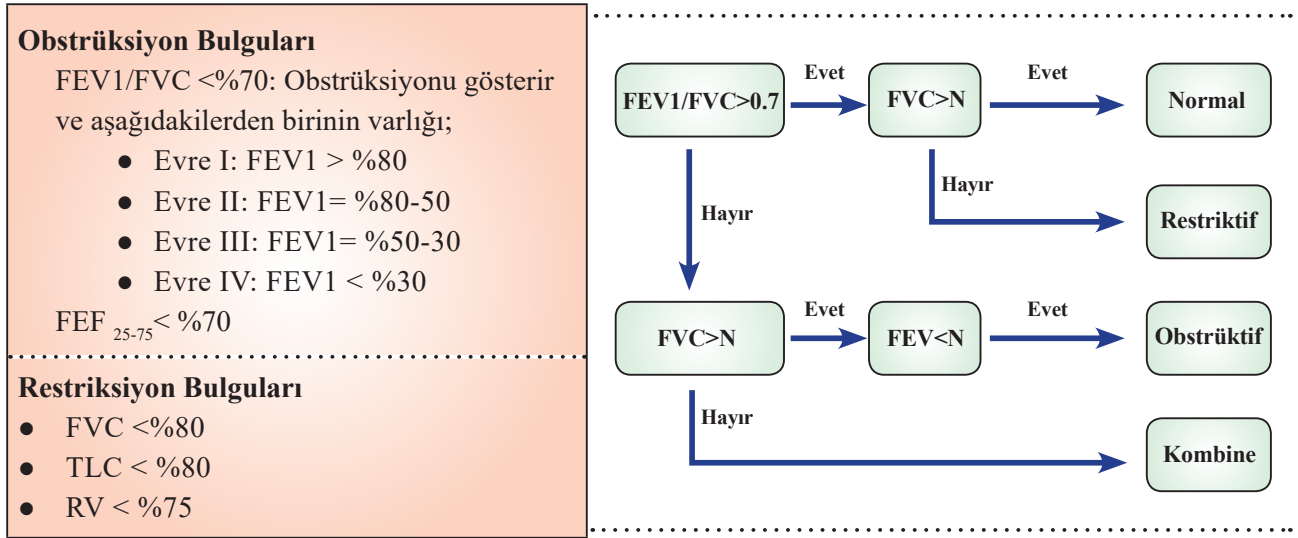 Obstrüksiyon Bulguları
FEV1/FVC <%70: Obstrüksiyonu gösterir
ve aşağıdakilerden birinin varlığı;
● Evre I: FEV1 > %80
● Evre II: FEV1= %80-50
● Evre III: FEV1= %50-30
● Evre IV: FEV1 < %30
FEF 25-75< %70
Restriksiyon Bulguları
● FVC <%80
● TLC < %80
● RV < %75
FEV1/FVC>0.7
Evet
FVC>N
Evet
Normal
Hayır
Hayır
Restriktif
FVC>N
Evet
FEV<N
Evet
Obstrüktif
Hayır
Kombine